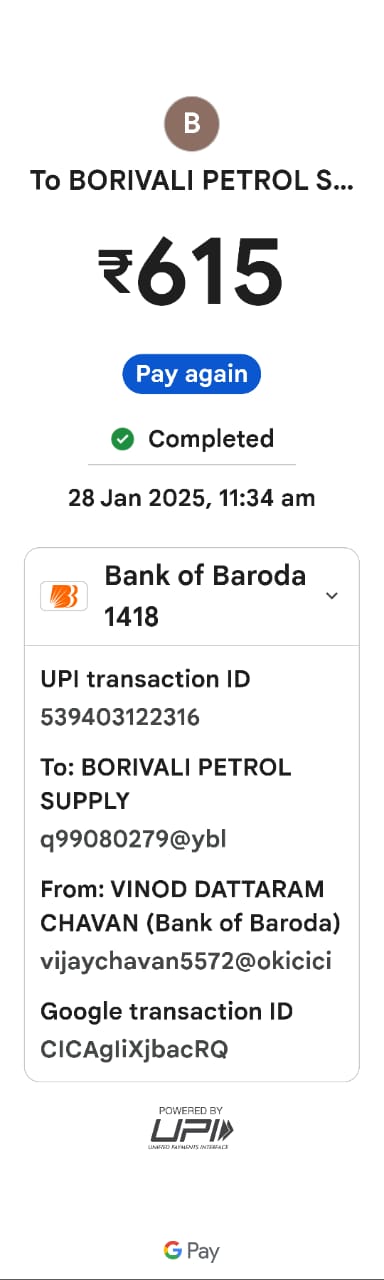 B
To BORIVALI PETROL S...
₹615
Pay again
Completed
28 Jan 2025, 11:34 am
Bank of Baroda
1418
UPI transaction ID
539403122316
To: BORIVALI PETROL
SUPPLY
q99080279@ybl
From: VINOD DATTARAM
CHAVAN (Bank of Baroda)
vijaychavan5572@okicici
Google transaction ID
CICAgIiXjbacRQ
POWERED BY
UPI
UNIFIED PAYMENTS INTERFACE
G Pay